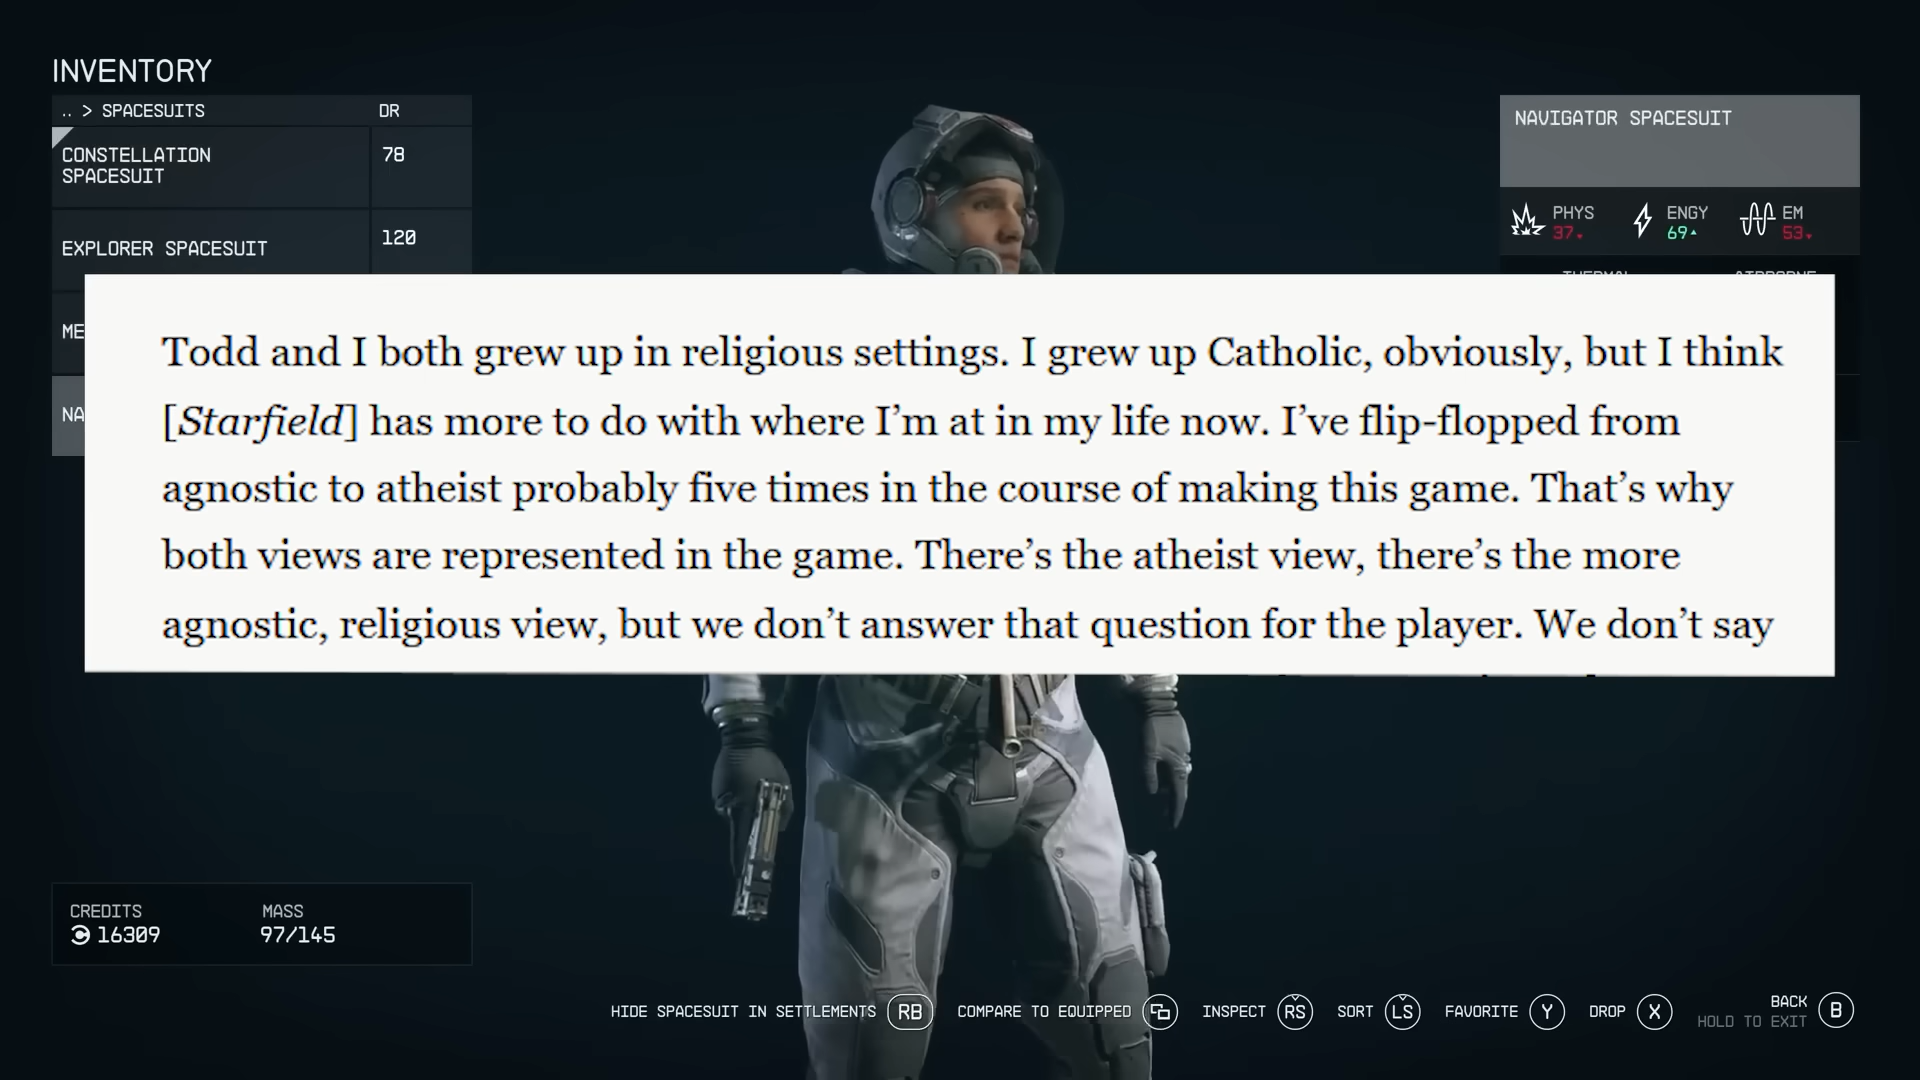 INVENTORY
.. > SPACESUITS DR
CONSTELLATION
SPACESUIT
78
EXPLORER SPACESUIT
120
ME
NA
NAVIGATOR SPACESUIT
PHYS
37
ENGY
69
EM
53
THERMAL AIRBORNE
Todd and I both grew up in religious settings. I grew up Catholic, obviously, but I think
[Starfield] has more to do with where I’m at in my life now. I’ve flip-flopped from
agnostic to atheist probably five times in the course of making this game. That’s why
both views are represented in the game. There’s the atheist view, there’s the more
agnostic, religious view, but we don’t answer that question for the player. We don’t say
CREDITS MASS
16309 97/145
HIDE SPACESUIT IN SETTLEMENTS RB COMPARE TO EQUIPPED INSPECT RS SORT LS FAVORITE Y DROP X BACK B
HOLD TO EXIT